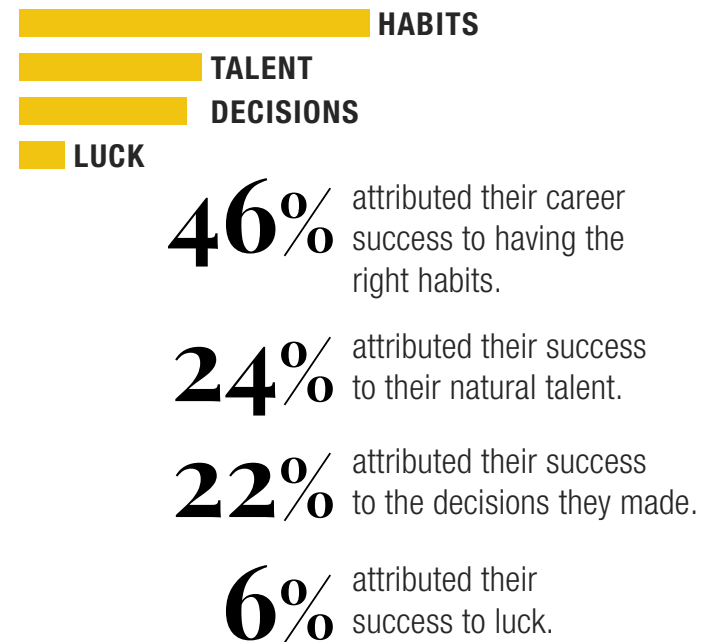 HABITS
TALENT
DECISIONS
LUCK
46% attributed their career
success to having the
right habits.
24% attributed their success
to their natural talent.
22% attributed their success
to the decisions they made.
6% attributed their
success to luck.